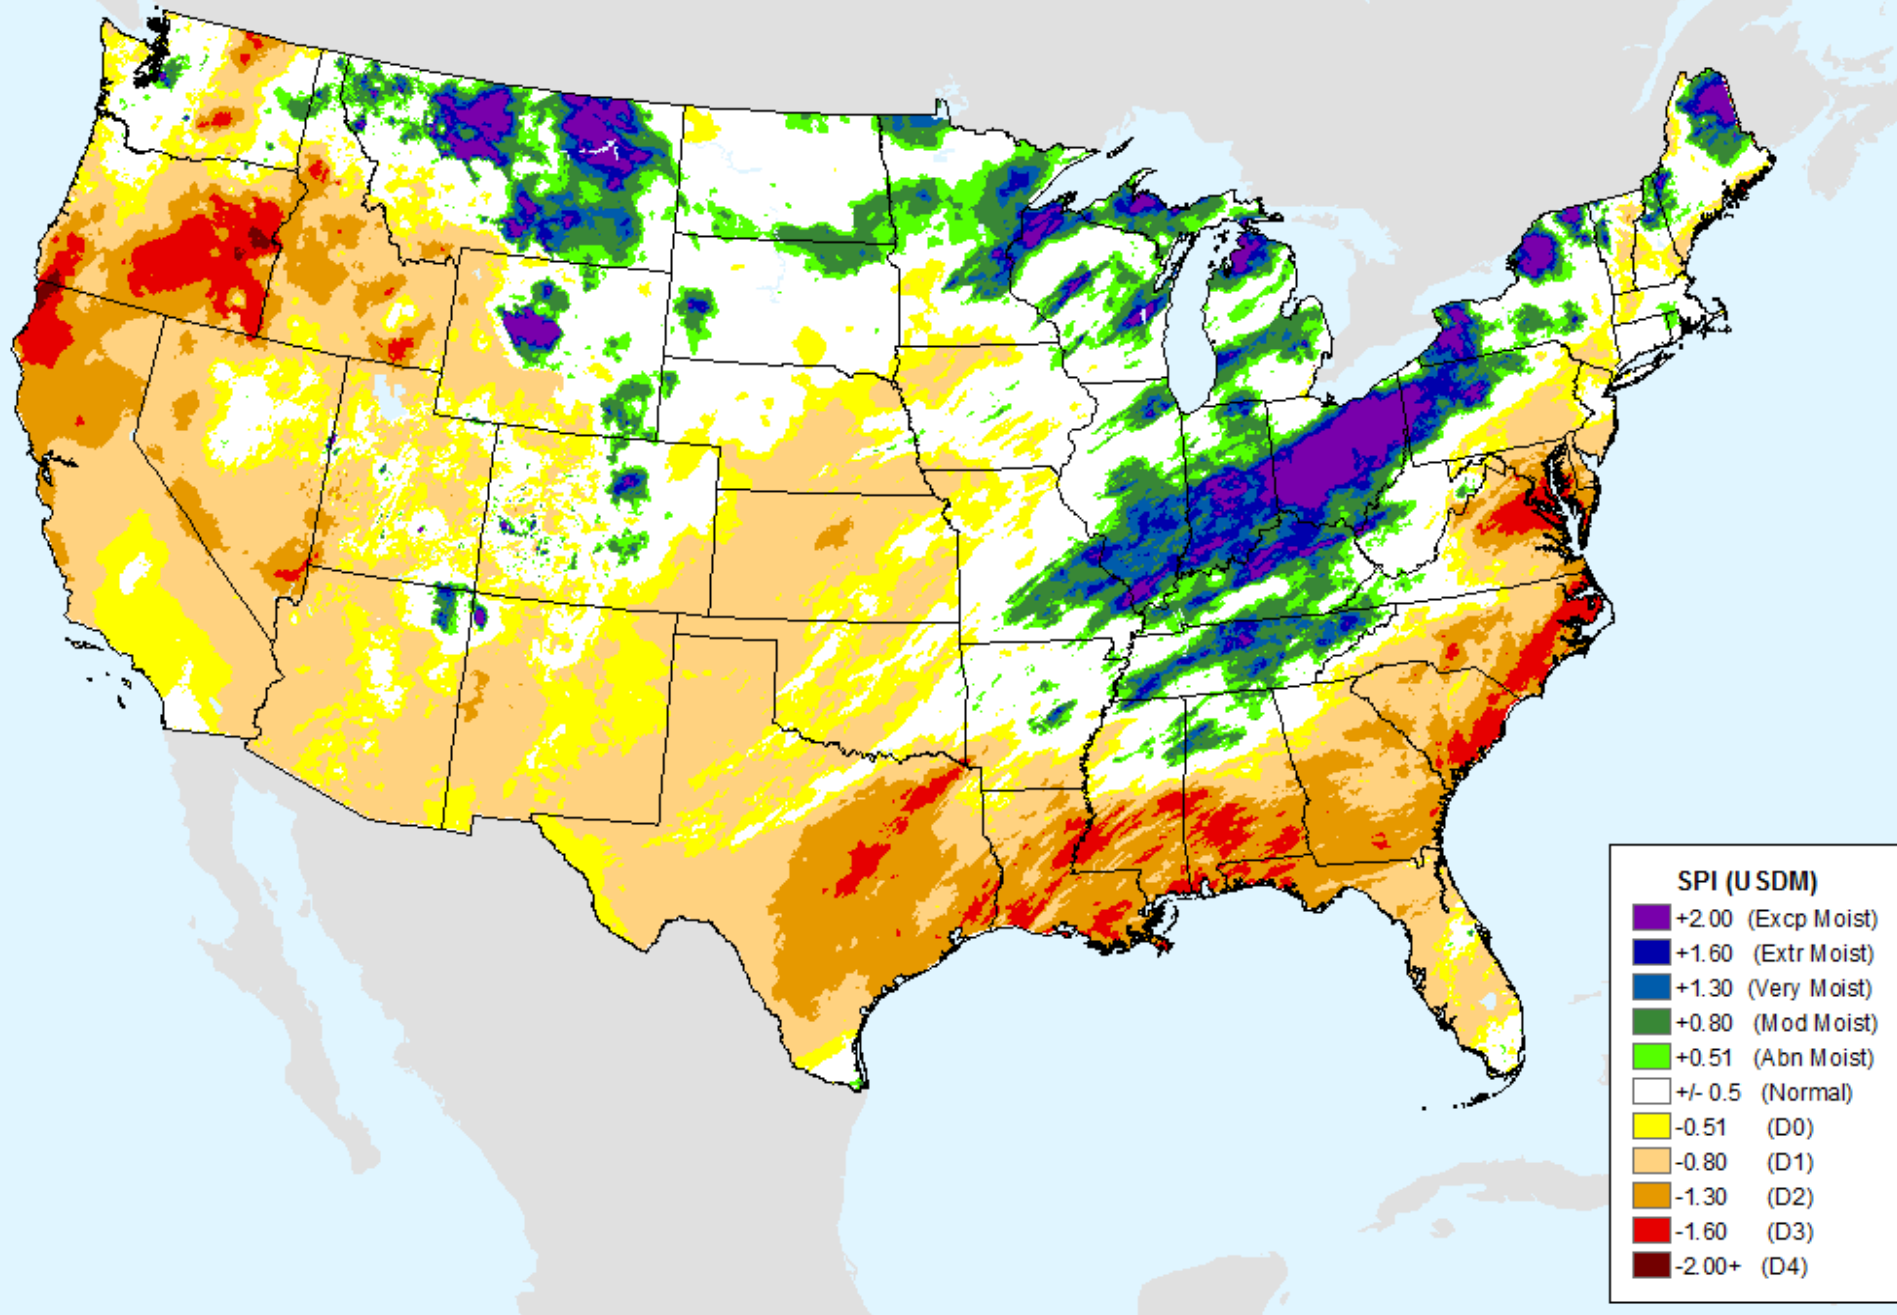 SPI (USDM)
+2.00 (Excp Moist)
+1.60 (Extr Moist)
+1.30 (Very Moist)
+0.80 (Mod Moist)
+0.51 (Abn Moist)
+/- 0.5 (Normal)
-0.51 (D0)
-0.80 (D1)
-1.30 (D2)
-1.60 (D3)
-2.00+ (D4)